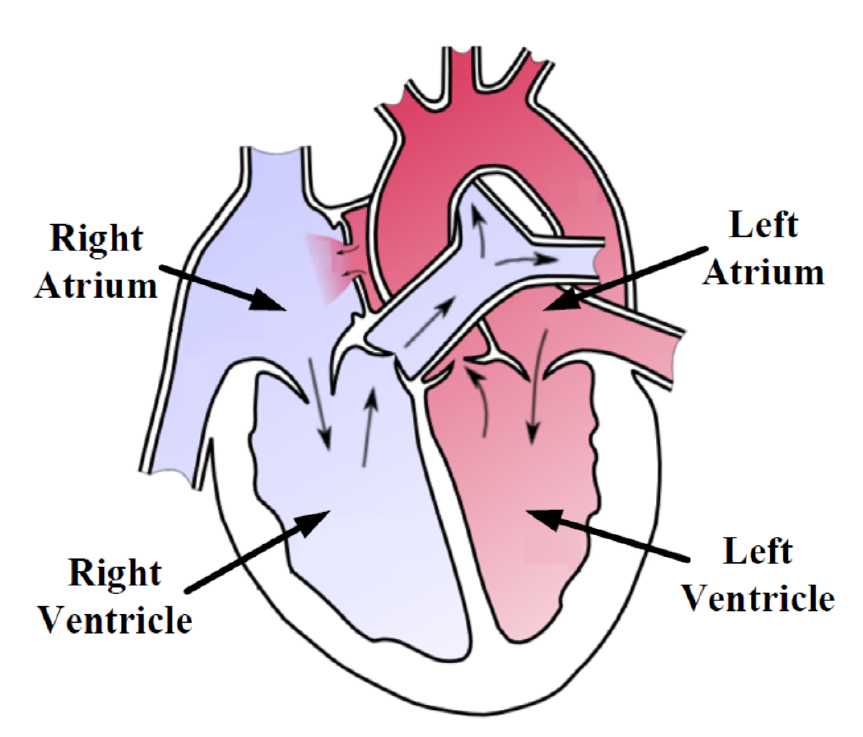 Right
Atrium
Left
Atrium
Right
Ventricle
Left
Ventricle